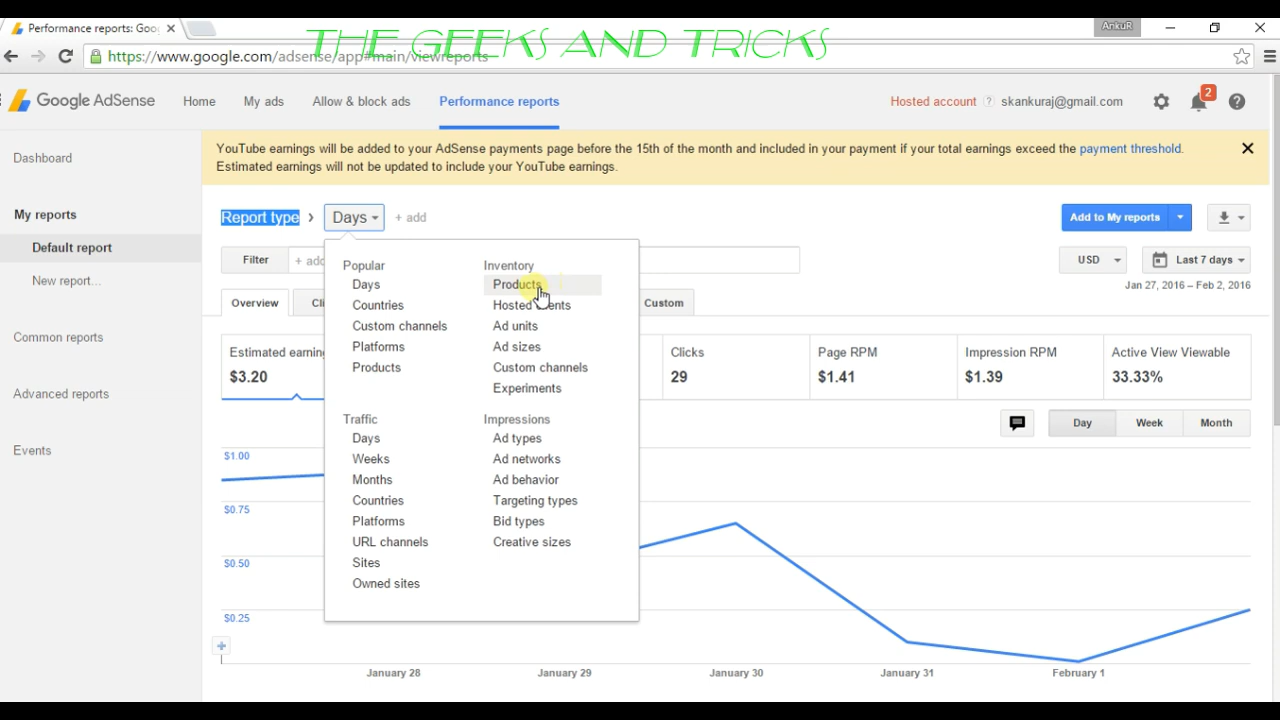 Performance reports: Goo
AnkuR
THE GEEKS AND TRICKS
https://www.google.com/adsense/app#main/viewreports
Google AdSense
Home
My ads
Allow & block ads
Performance reports
Hosted account ?
skankuraj@gmail.com
2
Dashboard
My reports
Default report
New report...
Common reports
Advanced reports
Events
YouTube earnings will be added to your AdSense payments page before the 15th of the month and included in your payment if your total earnings exceed the payment threshold.
Estimated earnings will not be updated to include your YouTube earnings.
Report type › Days + add
Add to My reports
Filter + add
USD
Last 7 days
Jan 27, 2016 – Feb 2, 2016
Overview
Cli
Custom
Popular
Days
Countries
Custom channels
Platforms
Products
Inventory
Products
Hosted events
Ad units
Ad sizes
Custom channels
Experiments
Traffic
Days
Weeks
Months
Countries
Platforms
URL channels
Sites
Owned sites
Impressions
Ad types
Ad networks
Ad behavior
Targeting types
Bid types
Creative sizes
Estimated earning
$3.20
Clicks
29
Page RPM
$1.41
Impression RPM
$1.39
Active View Viewable
33.33%
Day
Week
Month
$1.00
$0.75
$0.50
$0.25
January 28
January 29
January 30
January 31
February 1